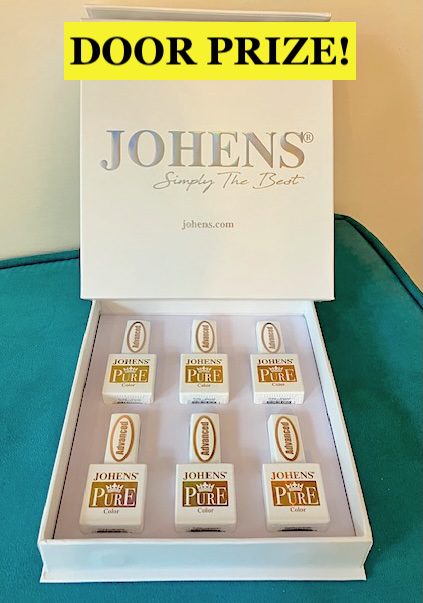 DOOR PRIZE!
JOHENS®
Simply The Best
johens.com
Advanced Advanced Advanced
JOHENS® JOHENS® JOHENS®
PURE PURE PURE
Color Color Color
Advanced Advanced Advanced
JOHENS® JOHENS® JOHENS®
PURE PURE PURE
Color Color Color